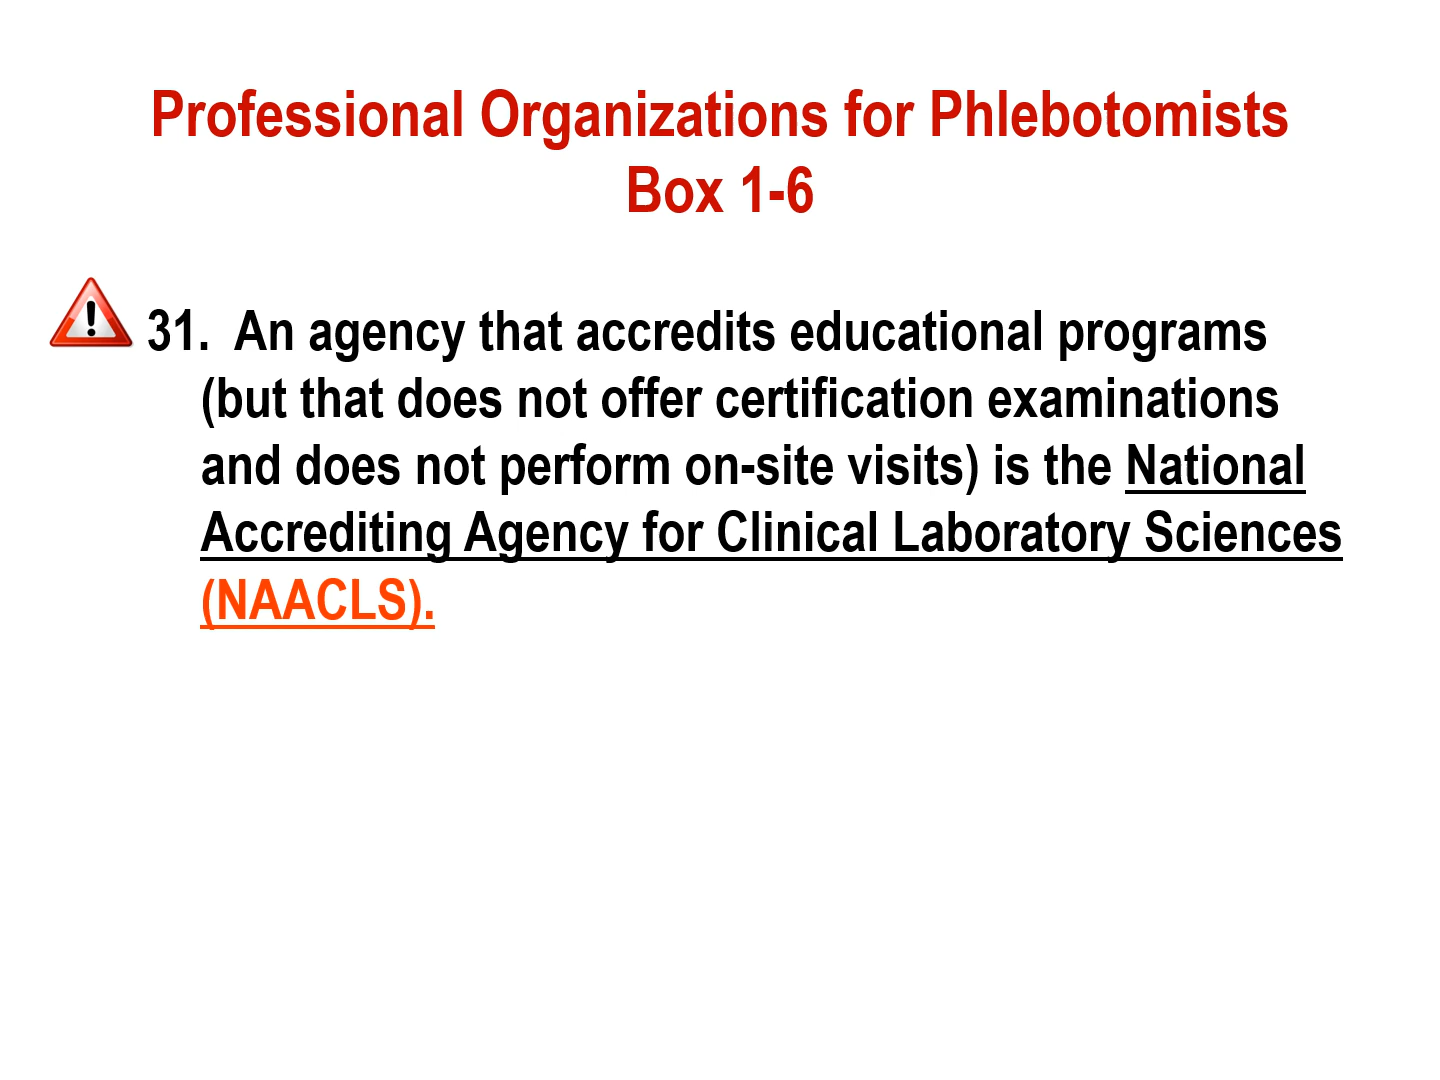 Professional Organizations for Phlebotomists
Box 1-6
31. An agency that accredits educational programs
(but that does not offer certification examinations
and does not perform on-site visits) is the National
Accrediting Agency for Clinical Laboratory Sciences
(NAACLS).